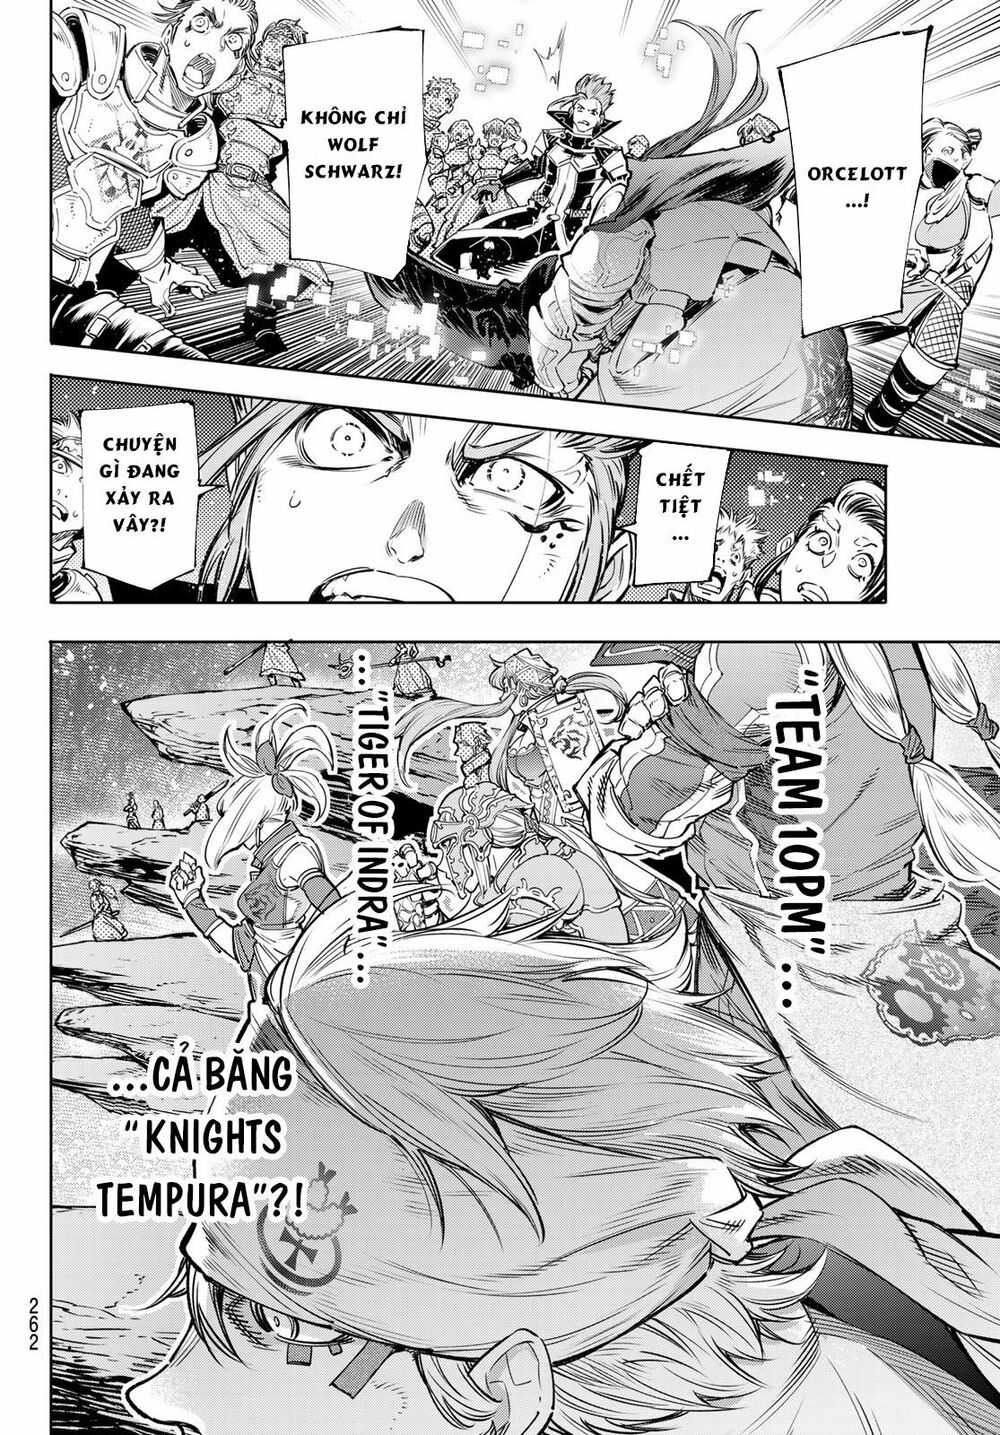 ORCELOTT
...!
KHÔNG CHỈ
WOLF
SCHWARZ!
CHẾT
TIỆT
...
CHUYỆN
GÌ ĐANG
XẢY RA
VÂY?!
"TEAM 10PM" ...
... "TIGER OF INDRA" ...
...CẢ BĂNG
"KNIGHTS
TEMPURA"?!
262